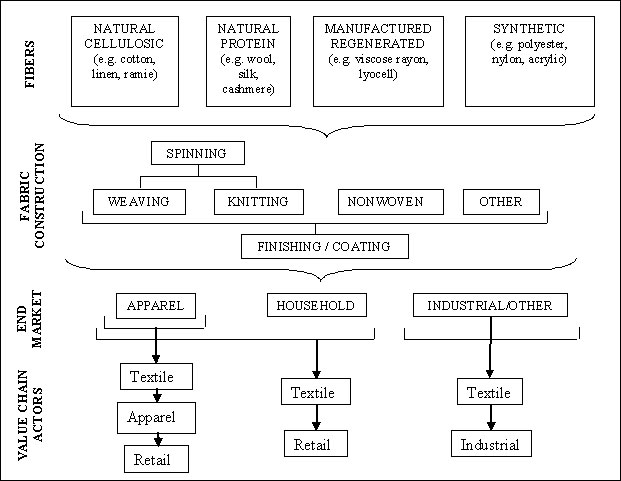 FIBERS
NATURAL
CELLULOSIC
(e.g. cotton,
linen, ramie)
NATURAL
PROTEIN
(e.g. wool,
silk,
cashmere)
MANUFACTURED
REGENERATED
(e.g. viscose rayon,
lyocell)
SYNTHETIC
(e.g. polyester,
nylon, acrylic)
FABRIC
CONSTRUCTION
SPINNING
WEAVING
KNITTING
NONWOVEN
OTHER
FINISHING / COATING
END
MARKET
APPAREL
HOUSEHOLD
INDUSTRIAL/OTHER
VALUE CHAIN
ACTORS
Textile
Apparel
Retail
Textile
Retail
Textile
Industrial